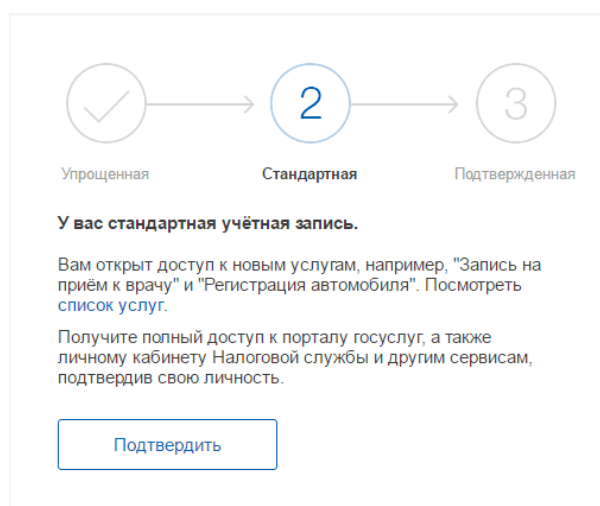 2
3
Упрощенная
Стандартная
Подтвержденная
У вас стандартная учётная запись.
Вам открыт доступ к новым услугам, например, "Запись на
приём к врачу" и "Регистрация автомобиля". Посмотреть
список услуг.
Получите полный доступ к порталу госуслуг, а также
личному кабинету Налоговой службы и другим сервисам,
подтвердив свою личность.
Подтвердить